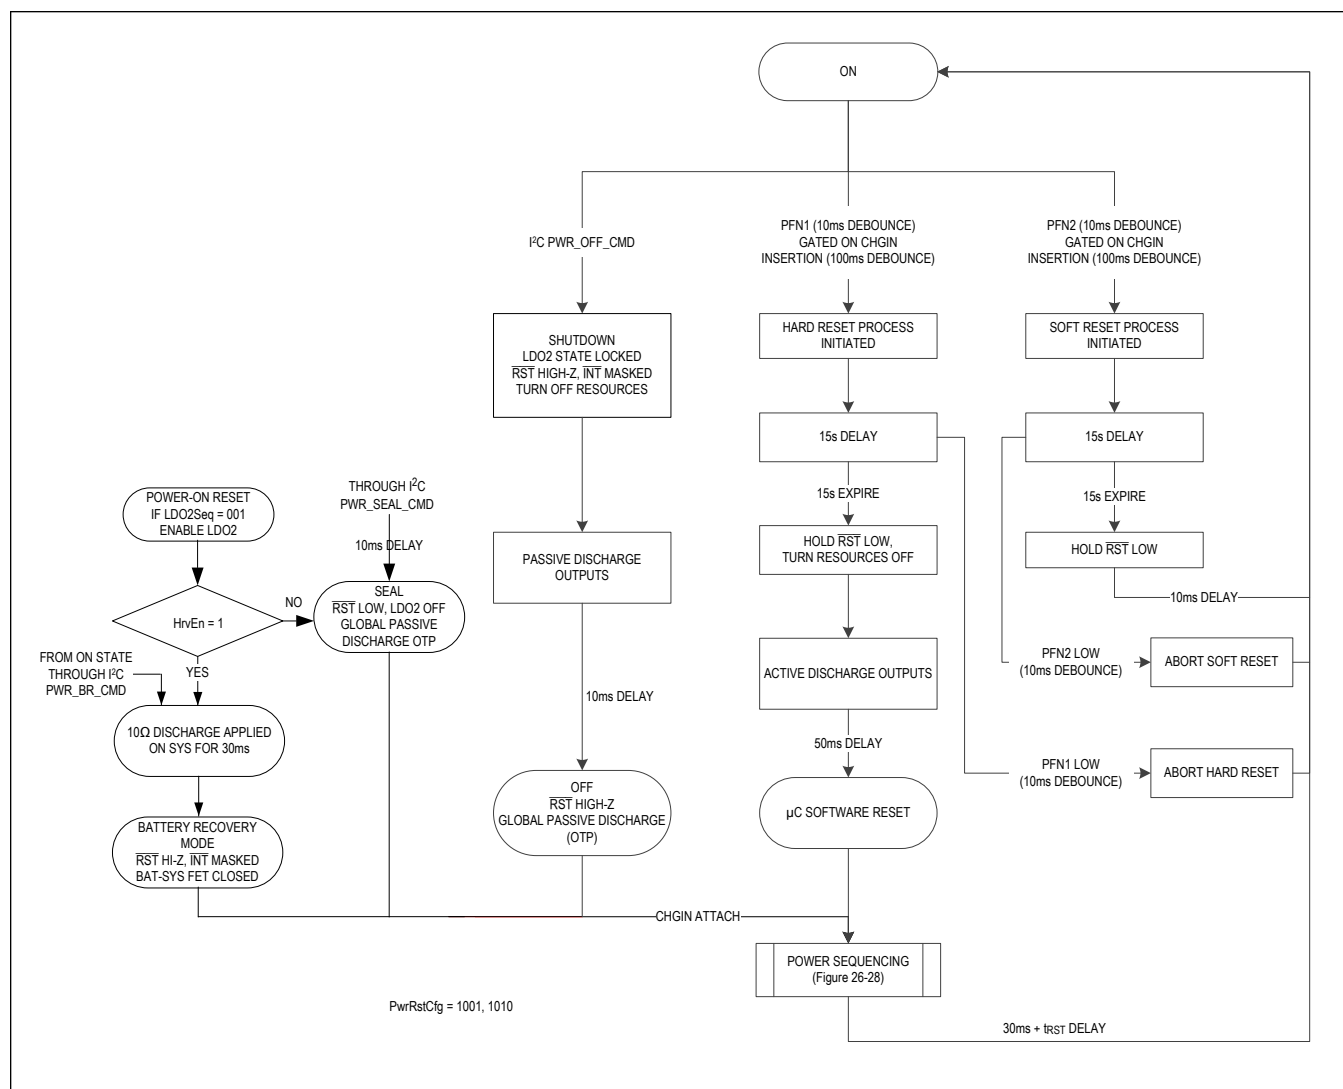 ON
I²C PWR_OFF_CMD
PFN1 (10ms DEBOUNCE)
GATED ON CHGIN
INSERTION (100ms DEBOUNCE)
PFN2 (10ms DEBOUNCE)
GATED ON CHGIN
INSERTION (100ms DEBOUNCE)
SHUTDOWN
LDO2 STATE LOCKED
RST HIGH-Z, INT MASKED
TURN OFF RESOURCES
HARD RESET PROCESS
INITIATED
SOFT RESET PROCESS
INITIATED
15s DELAY
15s DELAY
15s EXPIRE
15s EXPIRE
POWER-ON RESET
IF LDO2Seq = 001
ENABLE LDO2
THROUGH I²C
PWR_SEAL_CMD
10ms DELAY
PASSIVE DISCHARGE
OUTPUTS
HOLD RST LOW,
TURN RESOURCES OFF
HOLD RST LOW
10ms DELAY
HrvEn = 1
NO
SEAL
RST LOW, LDO2 OFF
GLOBAL PASSIVE
DISCHARGE OTP
YES
FROM ON STATE
THROUGH I²C
PWR_BR_CMD
ACTIVE DISCHARGE OUTPUTS
PFN2 LOW
(10ms DEBOUNCE)
ABORT SOFT RESET
10ms DELAY
10Ω DISCHARGE APPLIED
ON SYS FOR 30ms
50ms DELAY
PFN1 LOW
(10ms DEBOUNCE)
ABORT HARD RESET
OFF
RST HIGH-Z
GLOBAL PASSIVE DISCHARGE
(OTP)
µC SOFTWARE RESET
BATTERY RECOVERY
MODE
RST HI-Z, INT MASKED
BAT-SYS FET CLOSED
CHGIN ATTACH
POWER SEQUENCING
(Figure 26-28)
PwrRstCfg = 1001, 1010
30ms + tRST DELAY